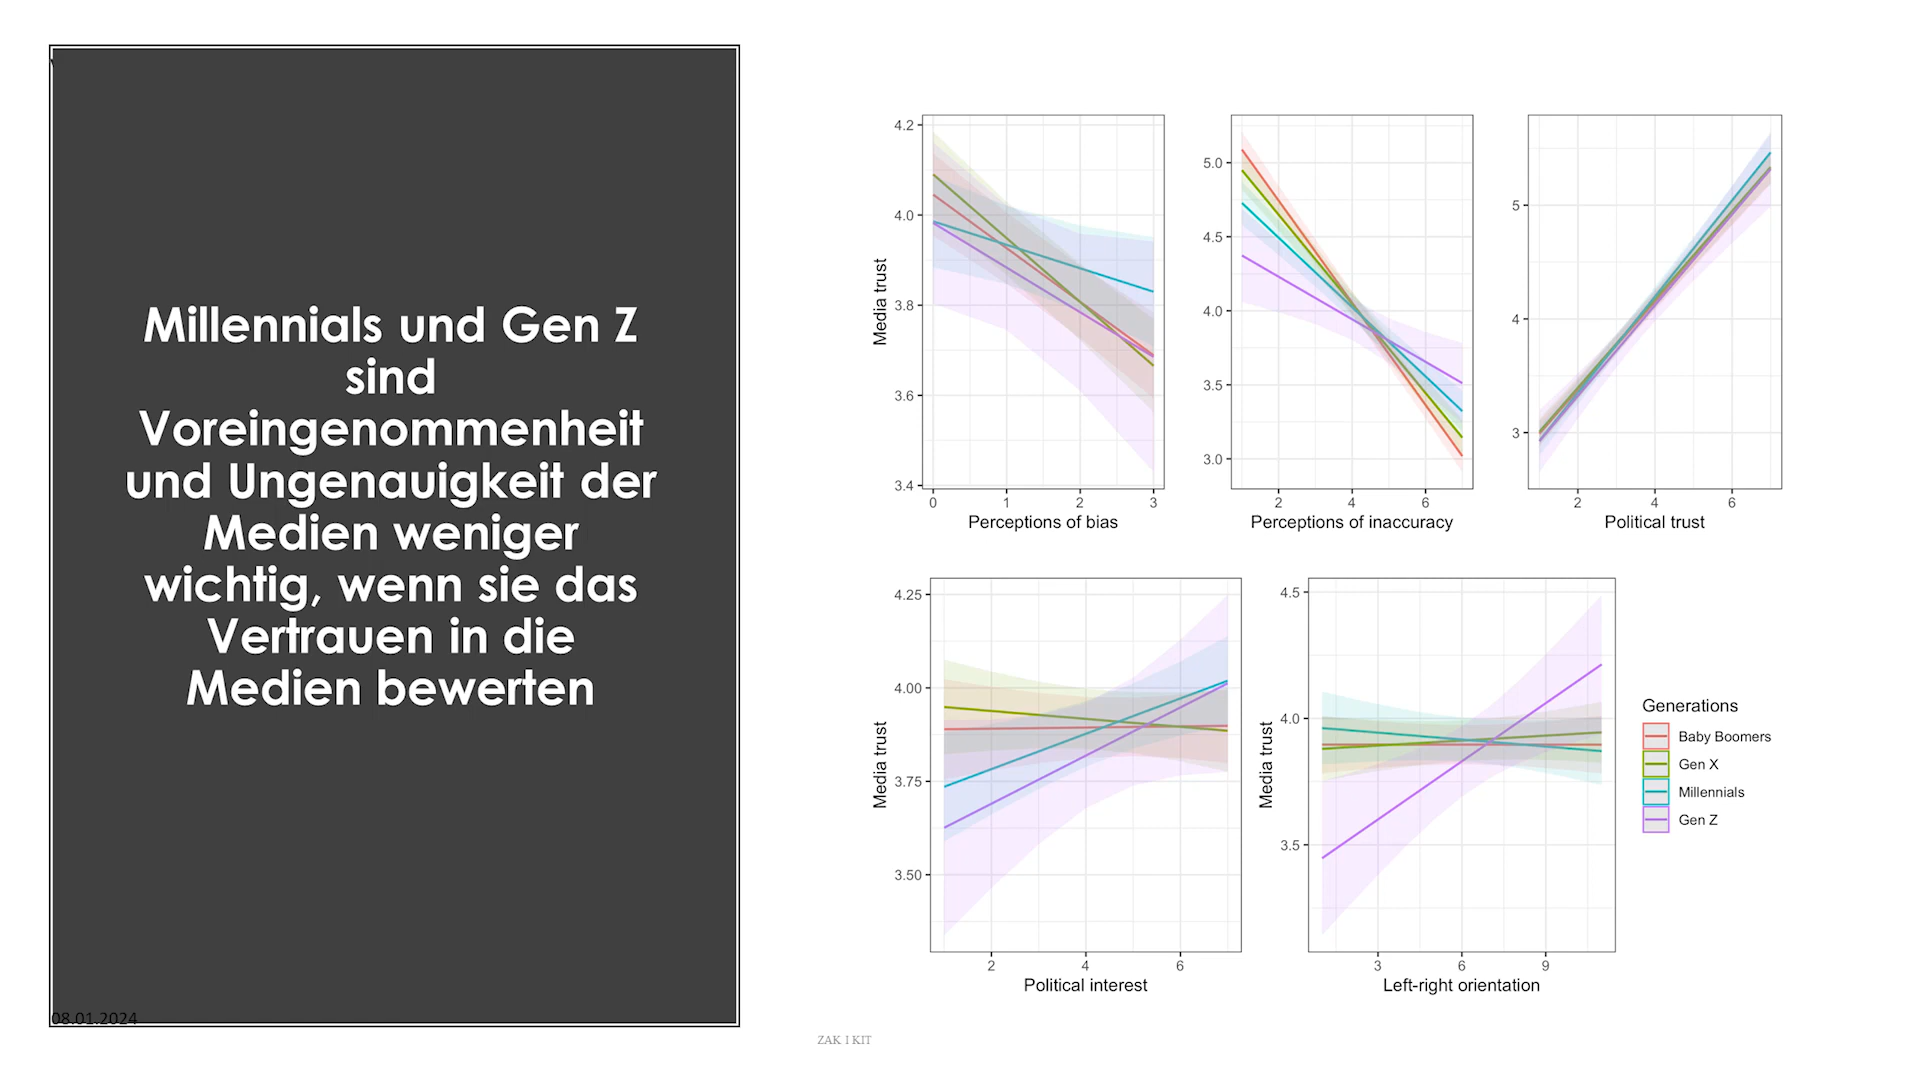 Millennials und Gen Z
sind
Voreingenommenheit
und Ungenauigkeit der
Medien weniger
wichtig, wenn sie das
Vertrauen in die
Medien bewerten
08.01.2024
4.2
4.0
3.8
3.6
3.4
Media trust
0 1 2 3
Perceptions of bias
5.0
4.5
4.0
3.5
3.0
2 4 6
Perceptions of inaccuracy
5
4
3
2 4 6
Political trust
4.25
4.00
3.75
3.50
Media trust
2 4 6
Political interest
4.5
4.0
3.5
Media trust
3 6 9
Left-right orientation
Generations
Baby Boomers
Gen X
Millennials
Gen Z
ZAK I KIT